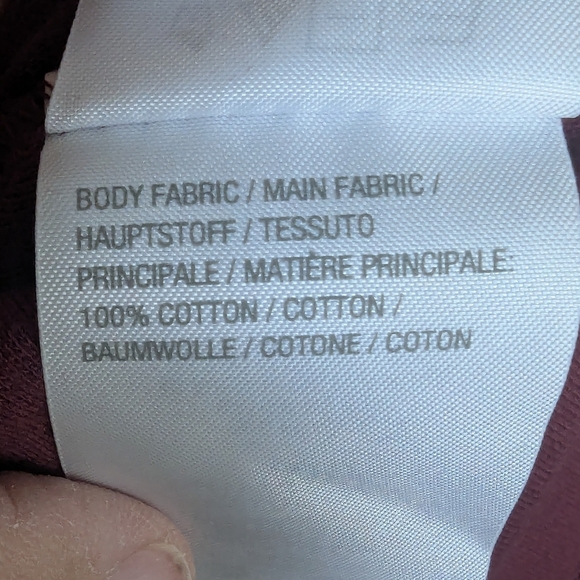 BODY FABRIC / MAIN FABRIC /
HAUPTSTOFF / TESSUTO
PRINCIPALE / MATIÈRE PRINCIPALE:
100% COTTON / COTTON /
BAUMWOLLE / COTONE / COTON